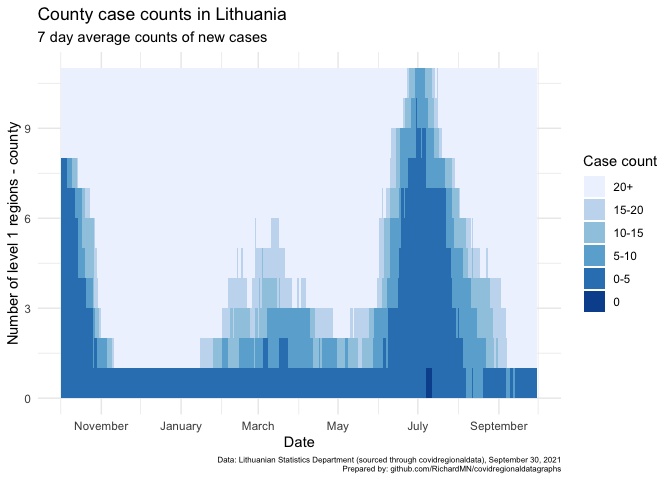 County case counts in Lithuania
7 day average counts of new cases
Number of level 1 regions - county
9
6
3
0
November
January
March
May
July
September
Date
Case count
20+
15-20
10-15
5-10
0-5
0
Data: Lithuanian Statistics Department (sourced through covidregionaldata), September 30, 2021
Prepared by: github.com/RichardMN/covidregionaldatagraphs